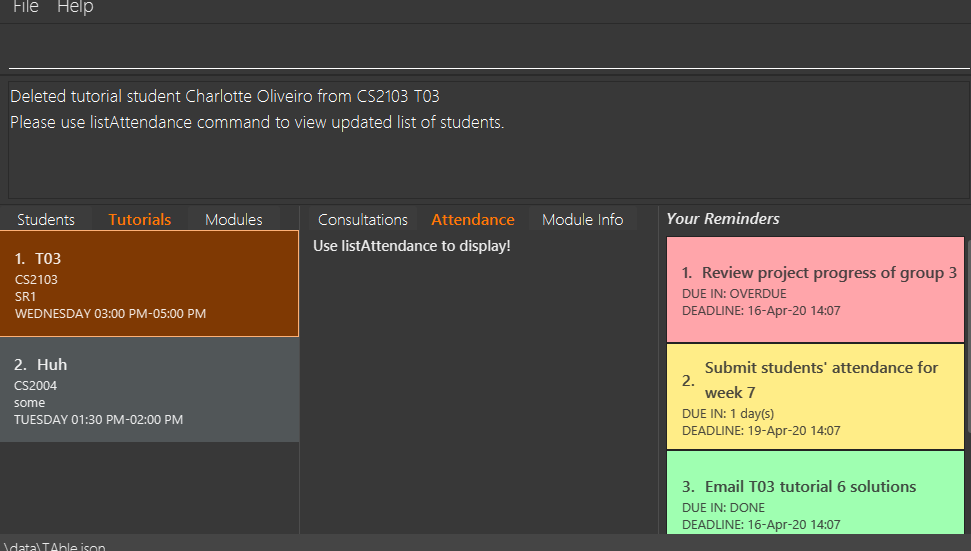 File Help
Deleted tutorial student Charlotte Oliveiro from CS2103 T03
Please use listAttendance command to view updated list of students.
Students Tutorials Modules
1. T03
CS2103
SR1
WEDNESDAY 03:00 PM-05:00 PM
2. Huh
CS2004
some
TUESDAY 01:30 PM-02:00 PM
Consultations Attendance Module Info
Use listAttendance to display!
Your Reminders
1. Review project progress of group 3
DUE IN: OVERDUE
DEADLINE: 16-Apr-20 14:07
2. Submit students' attendance for
week 7
DUE IN: 1 day(s)
DEADLINE: 19-Apr-20 14:07
3. Email T03 tutorial 6 solutions
DUE IN: DONE
DEADLINE: 16-Apr-20 14:07
.\data\TAble.json